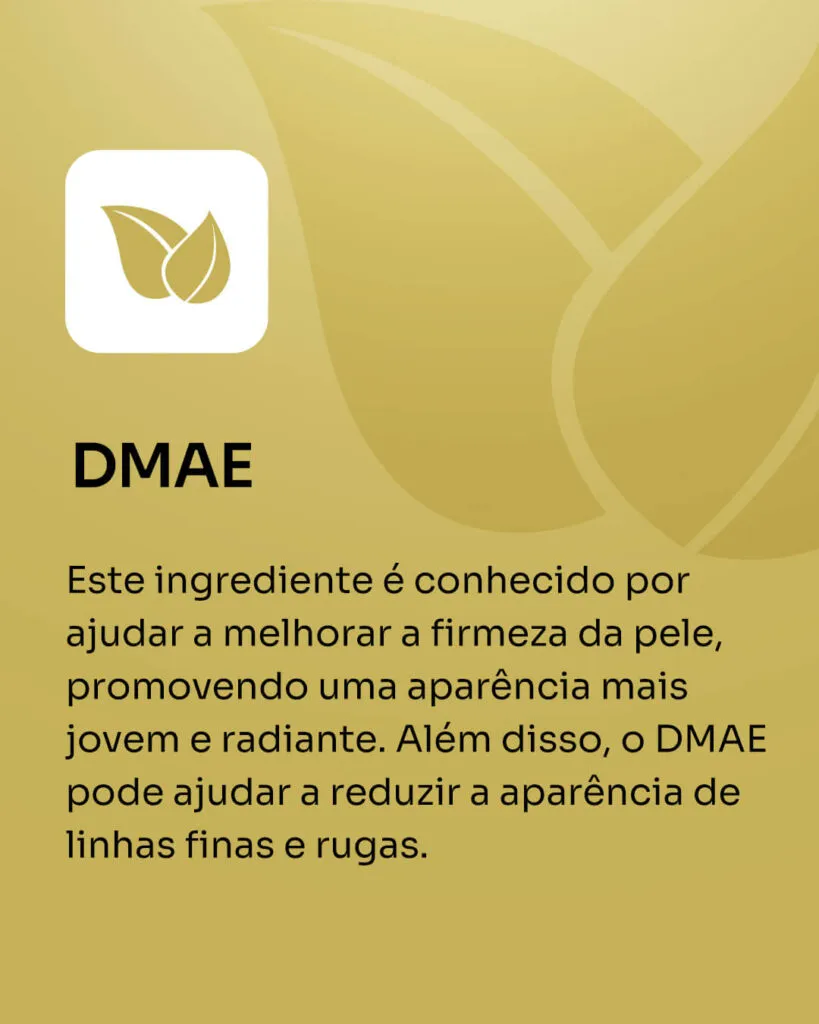 DMAE
Este ingrediente é conhecido por
ajudar a melhorar a firmeza da pele,
promovendo uma aparência mais
jovem e radiante. Além disso, o DMAE
pode ajudar a reduzir a aparência de
linhas finas e rugas.